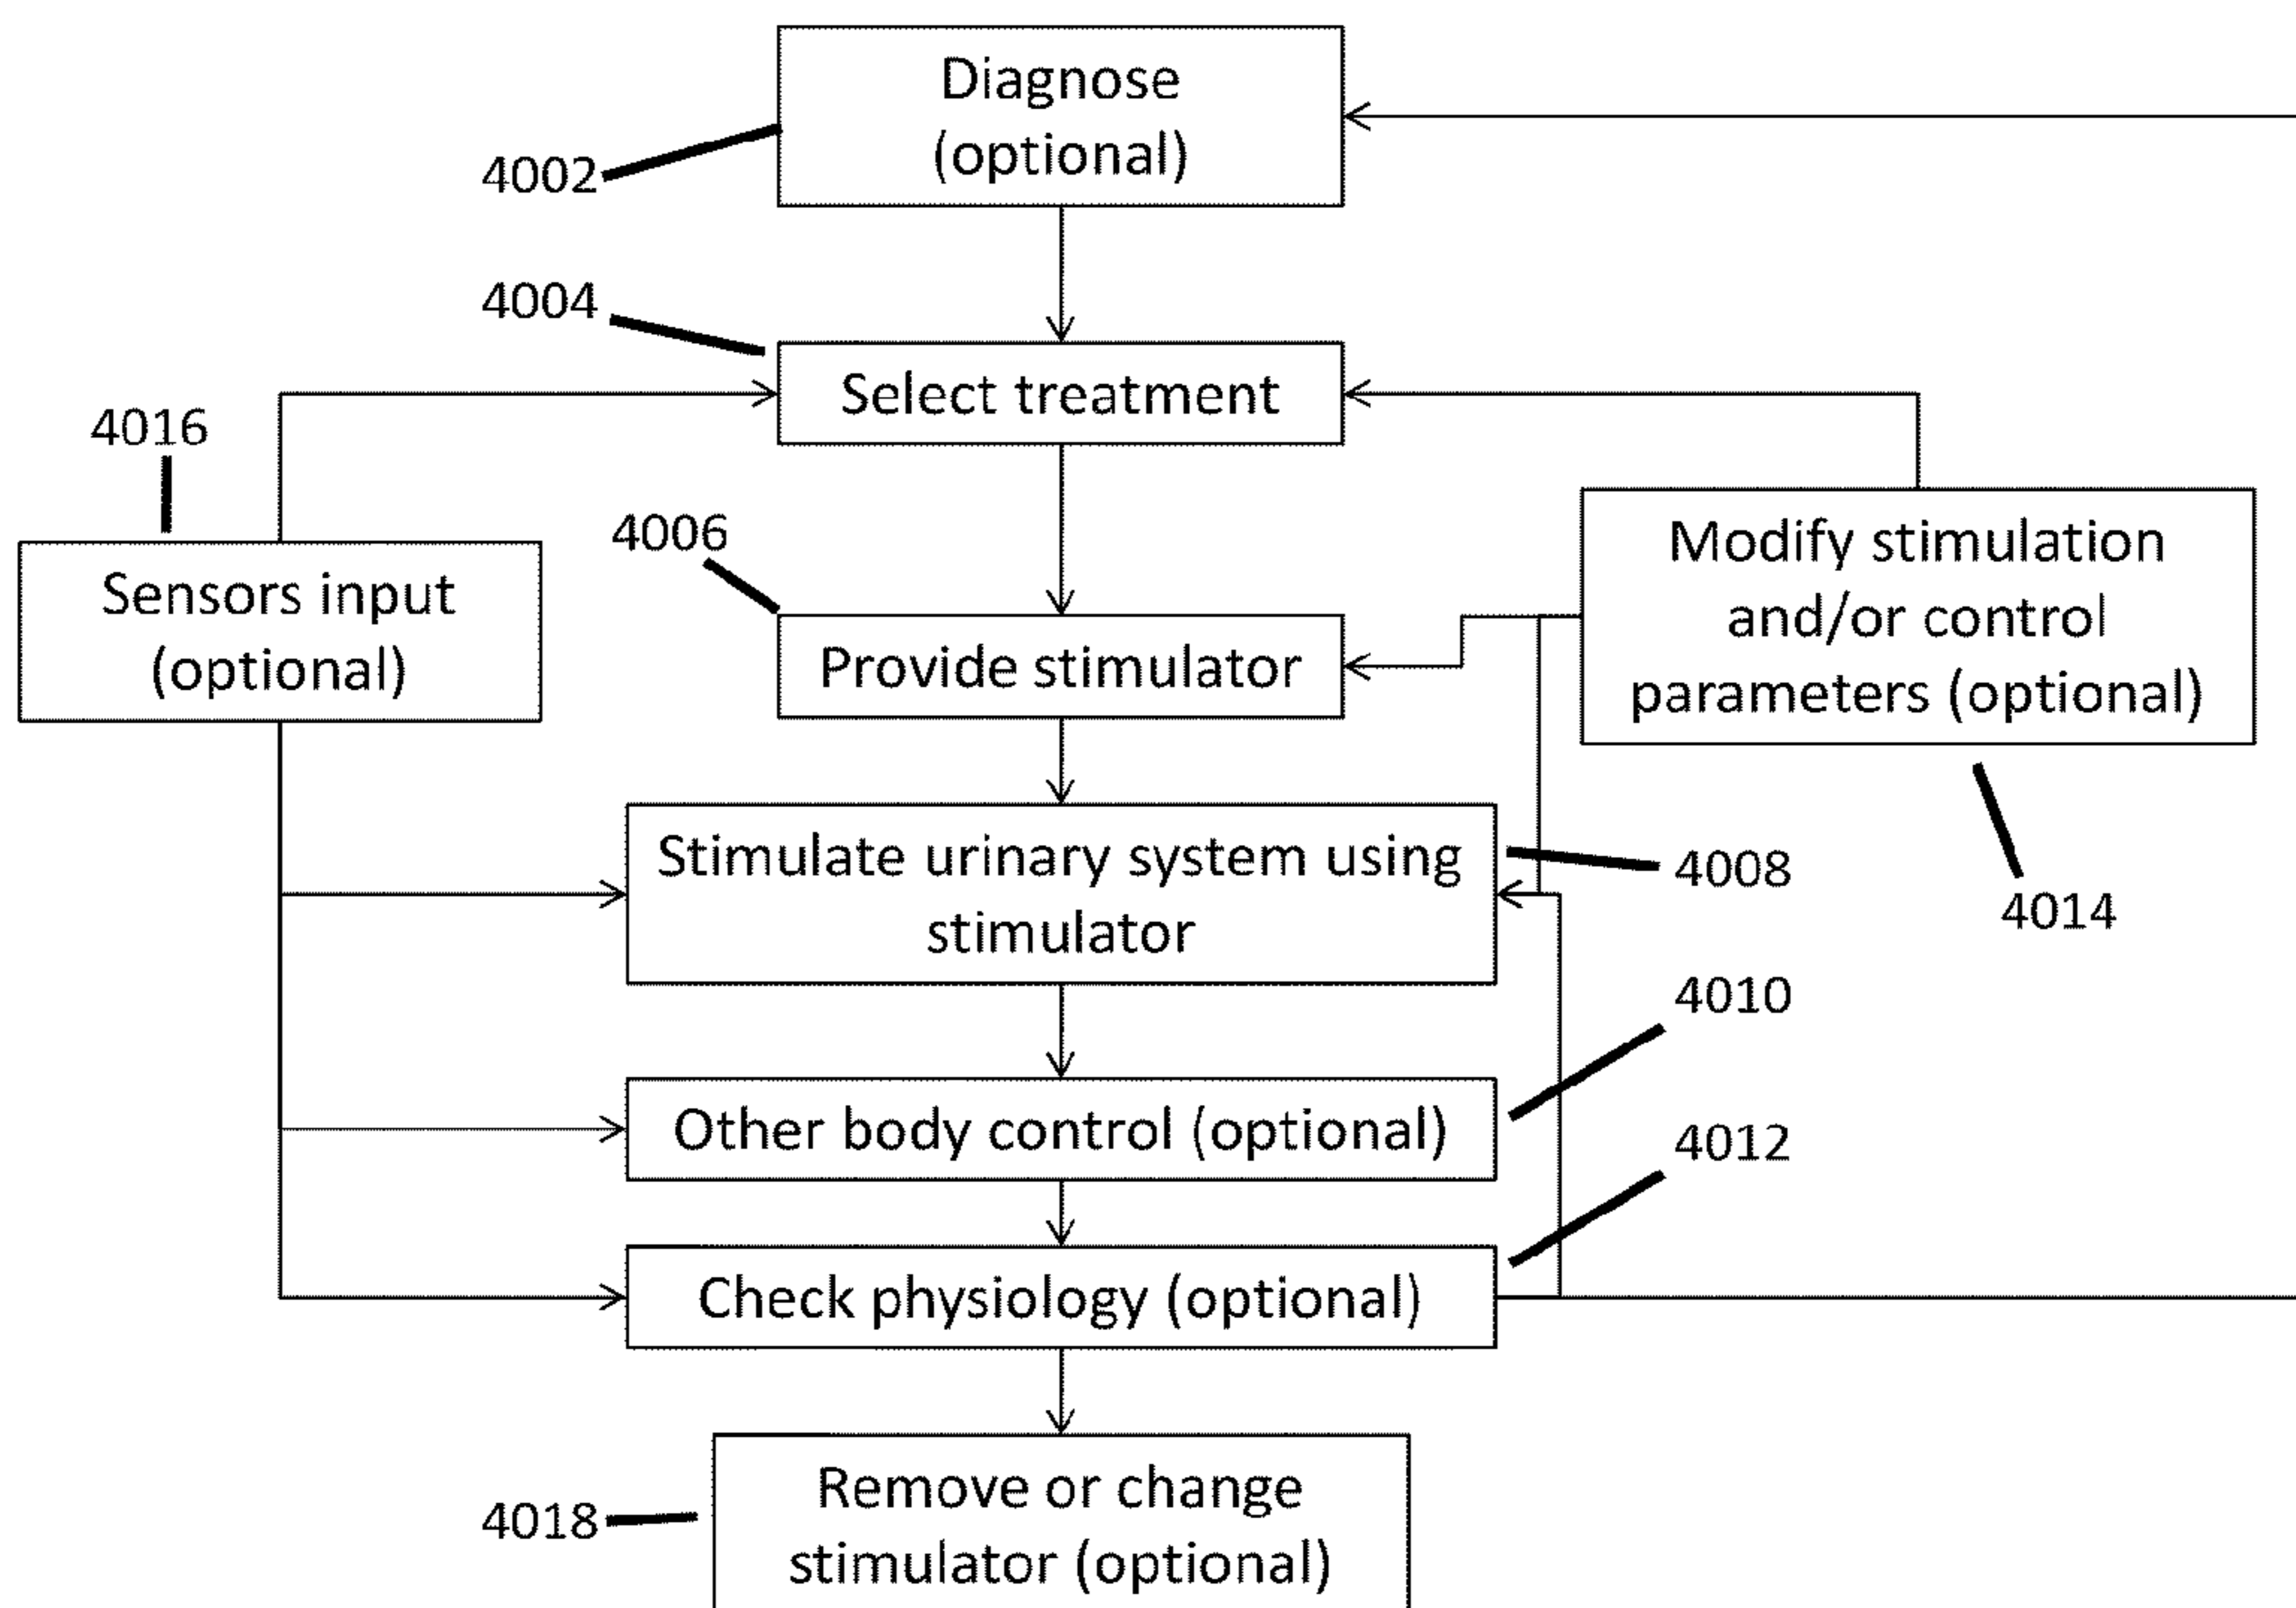 Diagnose
(optional)
4002
4004
Select treatment
4016
4006
Sensors input
(optional)
Provide stimulator
Modify stimulation
and/or control
parameters (optional)
Stimulate urinary system using
stimulator
4008
4014
4010
Other body control (optional)
4012
Check physiology (optional)
4018
Remove or change
stimulator (optional)